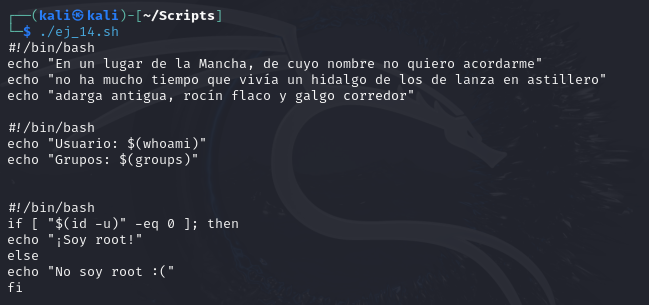 ┌──(kali㉿kali)-[~/Scripts]
└─$ ./ej_14.sh
#!/bin/bash
echo "En un lugar de la Mancha, de cuyo nombre no quiero acordarme"
echo "no ha mucho tiempo que vivía un hidalgo de los de lanza en astillero"
echo "adarga antigua, rocín flaco y galgo corredor"
#!/bin/bash
echo "Usuario: $(whoami)"
echo "Grupos: $(groups)"
#!/bin/bash
if [ "$(id -u)" -eq 0 ]; then
echo "¡Soy root!"
else
echo "No soy root :("
fi